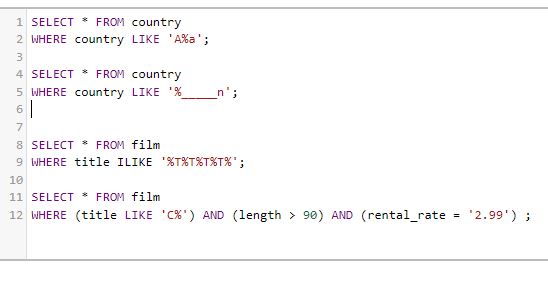 1 SELECT * FROM country
2 WHERE country LIKE 'A%a';
3
4 SELECT * FROM country
5 WHERE country LIKE '%_____n';
6
7
8 SELECT * FROM film
9 WHERE title ILIKE '%T%T%T%T%';
10
11 SELECT * FROM film
12 WHERE (title LIKE 'C%') AND (length > 90) AND (rental_rate = '2.99') ;